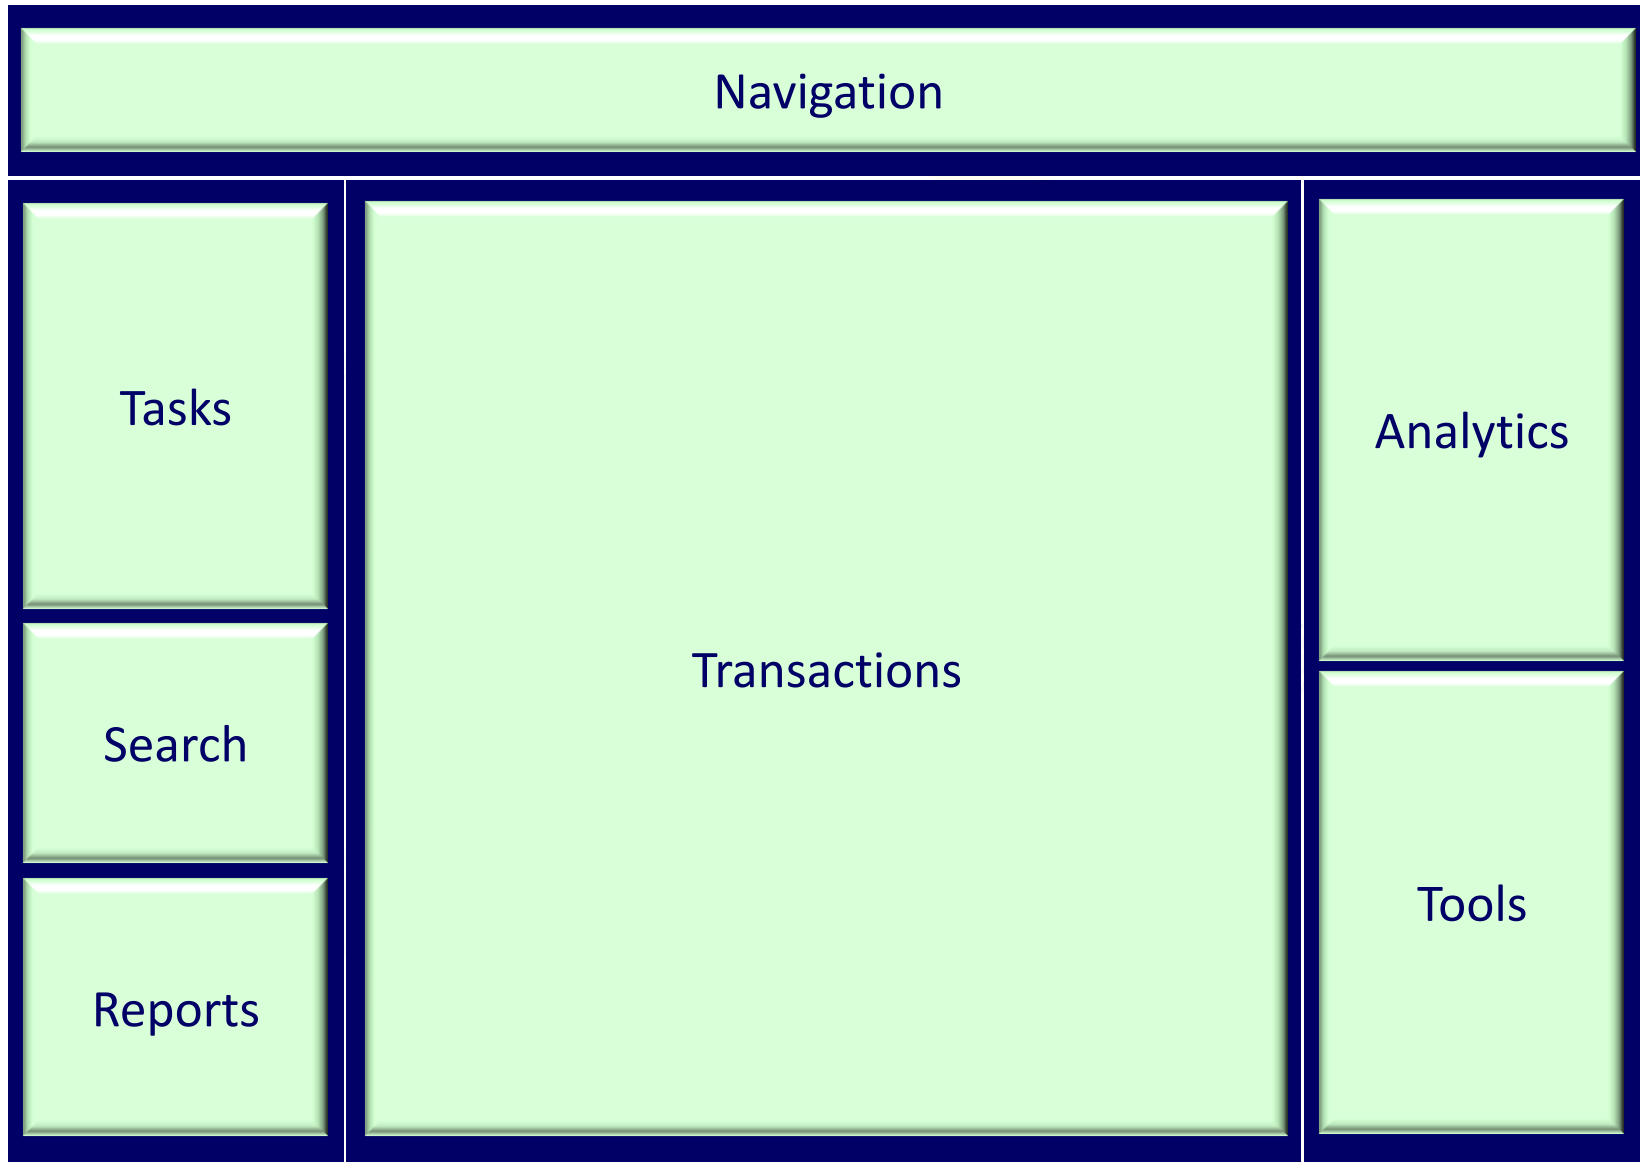 Navigation
Tasks
Search
Reports
Transactions
Analytics
Tools